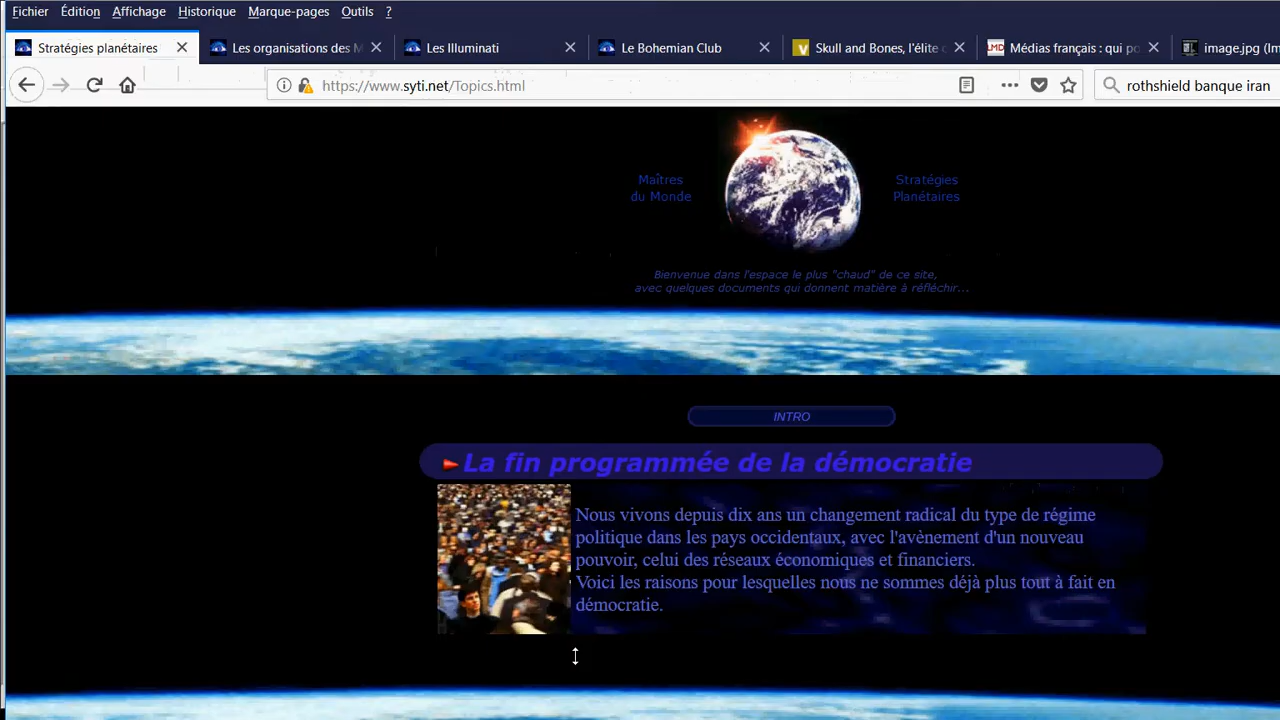 Fichier Édition Affichage Historique Marque-pages Outils ?
Stratégies planétaires Les organisations des M Les Illuminati Le Bohemian Club Skull and Bones, l'élite Médias français : qui po image.jpg (Im
https://www.syti.net/Topics.html rothshield banque iran
Maîtres
du Monde
Stratégies
Planétaires
Bienvenue dans l'espace le plus "chaud" de ce site,
avec quelques documents qui donnent matière à réfléchir...
INTRO
La fin programmée de la démocratie
Nous vivons depuis dix ans un changement radical du type de régime
politique dans les pays occidentaux, avec l'avènement d'un nouveau
pouvoir, celui des réseaux économiques et financiers.
Voici les raisons pour lesquelles nous ne sommes déjà plus tout à fait en
démocratie.